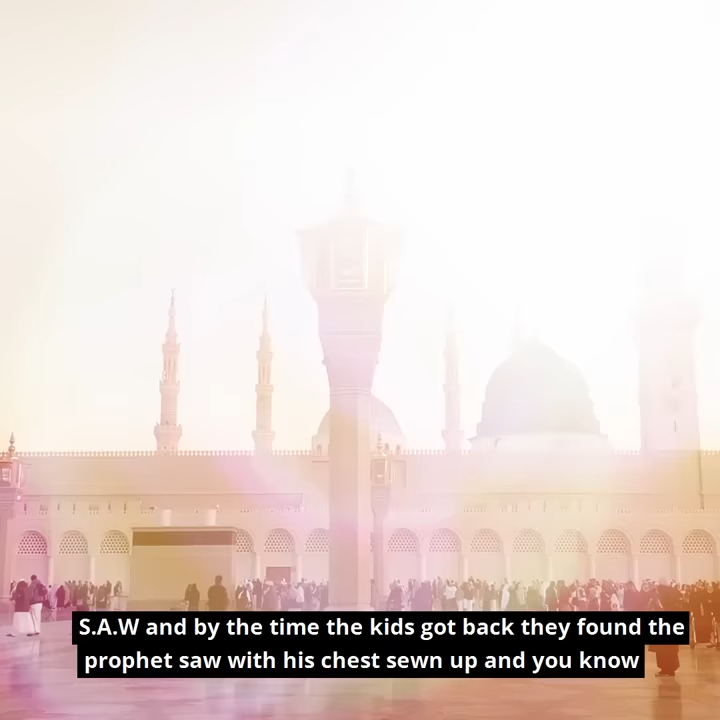 S.A.W and by the time the kids got back they found the
prophet saw with his chest sewn up and you know